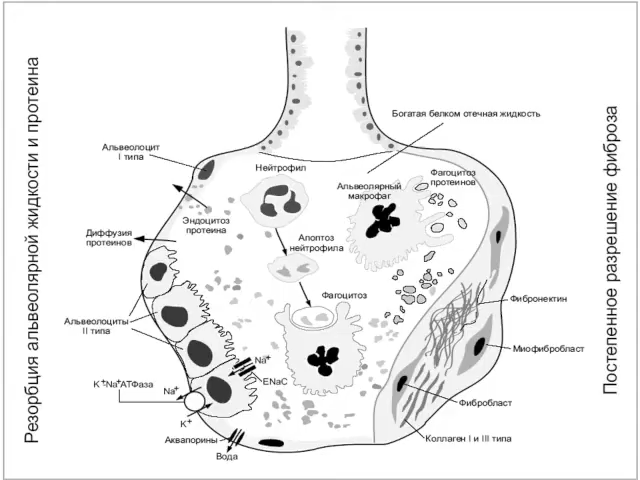 Резорбция альвеолярной жидкости и протеина
Богатая белком отечная жидкость
Альвеолоцит
I типа
Нейтрофил
Фагоцитоз
протеинов
Альвеолярный
макрофаг
Эндоцитоз
протеина
Диффузия
протеинов
Апоптоз
нейтрофила
Фагоцитоз
Фибронектин
Альвеолоциты
II типа
Миофибробласт
Na+
ENaC
K+Na+АТФаза
Na+
Фибробласт
K+
Аквапорины
Коллаген I и III типа
Вода
Постепенное разрешение фиброза